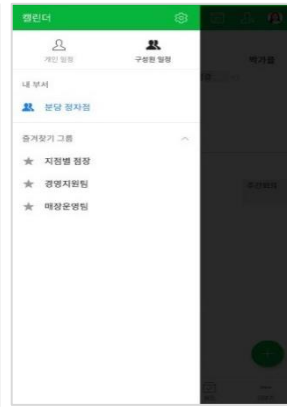 캘린더
개인 일정
구성원 일정
내 부서
분당 정자점
즐겨찾기 그룹
지점별 점장
경영지원팀
매장운영팀